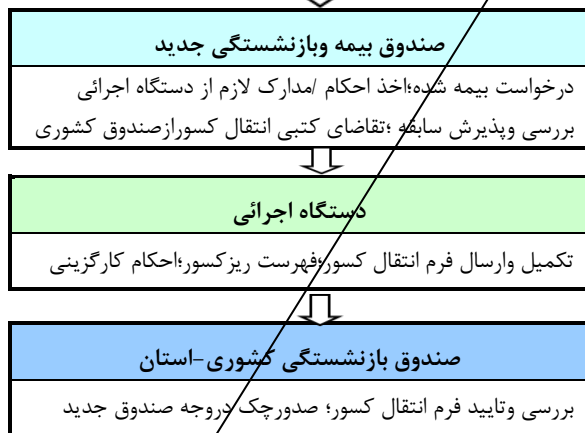 صندوق بیمه وبازنشستگی جدید
درخواست بیمه شده؛اخذ احکام /مدارک لازم از دستگاه اجرائی
بررسی وپذیرش سابقه ؛تقاضای کتبی انتقال کسورازصندوق کشوری
دستگاه اجرائی
تکمیل وارسال فرم انتقال کسور؛فهرست ریزکسور؛احکام کارگزینی
صندوق بازنشستگی کشوری-استان
بررسی وتایید فرم انتقال کسور؛ صدورچک دروجه صندوق جدید